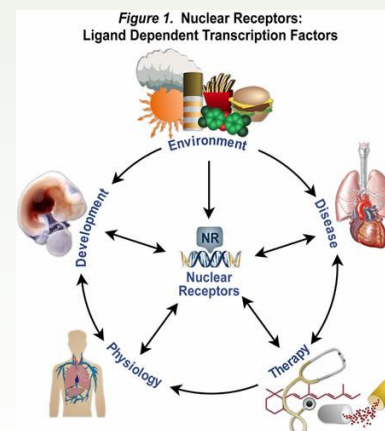 Figure 1. Nuclear Receptors:
Ligand Dependent Transcription Factors
Environment
Development
Disease
NR
Nuclear
Receptors
Physiology
Therapy